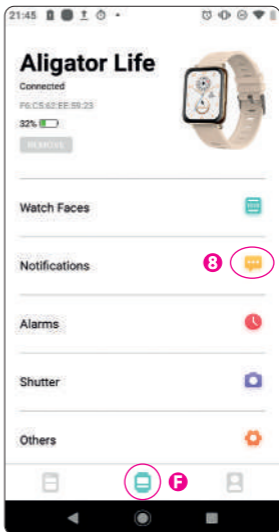 21:45
Aligator Life
Connected
F6:C5:62:EE:59:23
32%
REMOVE
Watch Faces
Notifications
8
Alarms
Shutter
Others
F